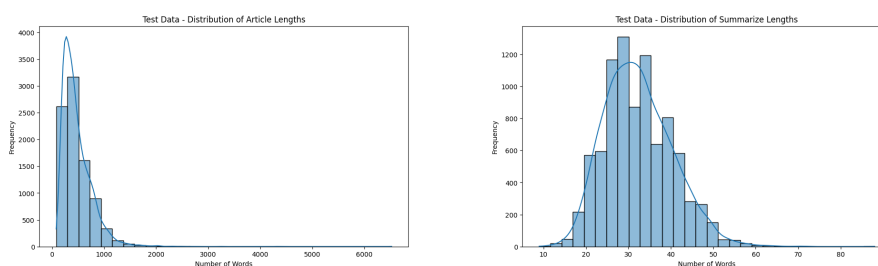 Test Data - Distribution of Article Lengths
4000
3500
3000
2500
2000
1500
1000
500
0
Frequency
0 1000 2000 3000 4000 5000 6000
Number of Words
Test Data - Distribution of Summarize Lengths
1200
1000
800
600
400
200
0
Frequency
10 20 30 40 50 60 70 80
Number of Words